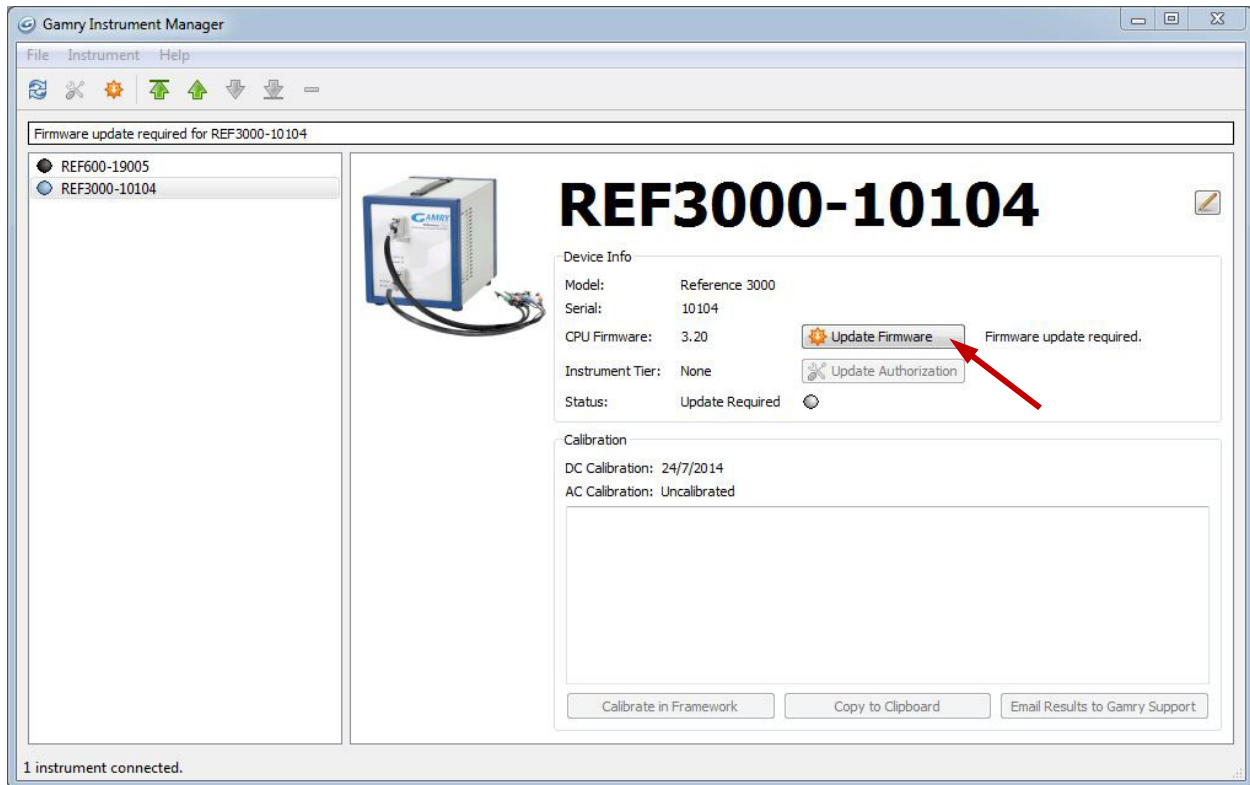 Gamry Instrument Manager
File Instrument Help
Firmware update required for REF3000-10104
REF600-19005
REF3000-10104
GAMRY
REF3000-10104
Device Info
Model: Reference 3000
Serial: 10104
CPU Firmware: 3.20 Update Firmware Firmware update required.
Instrument Tier: None Update Authorization
Status: Update Required
Calibration
DC Calibration: 24/7/2014
AC Calibration: Uncalibrated
Calibrate in Framework Copy to Clipboard Email Results to Gamry Support
1 instrument connected.